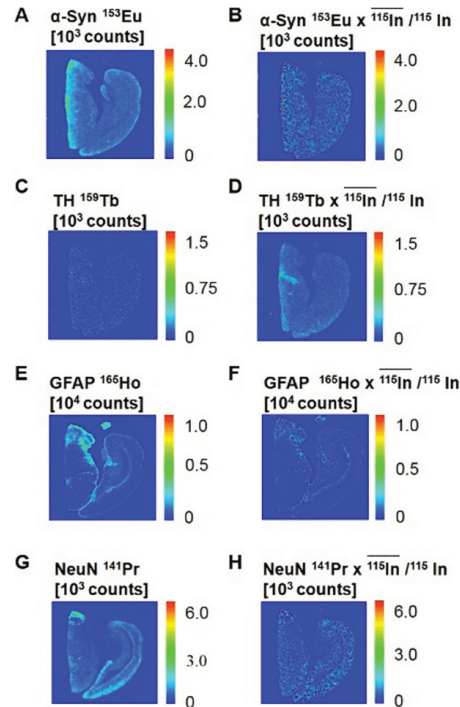 A
α-Syn ¹⁵³Eu
[10³ counts]
4.0
2.0
0
B
α-Syn ¹⁵³Eu x ¹¹⁵In /¹¹⁵ In
[10³ counts]
4.0
2.0
0
C
TH ¹⁵⁹Tb
[10³ counts]
1.5
0.75
0
D
TH ¹⁵⁹Tb x ¹¹⁵In /¹¹⁵ In
[10³ counts]
1.5
0.75
0
E
GFAP ¹⁶⁵Ho
[10⁴ counts]
1.0
0.5
0
F
GFAP ¹⁶⁵Ho x ¹¹⁵In /¹¹⁵ In
[10⁴ counts]
1.0
0.5
0
G
NeuN ¹⁴¹Pr
[10³ counts]
6.0
3.0
0
H
NeuN ¹⁴¹Pr x ¹¹⁵In /¹¹⁵ In
[10³ counts]
6.0
3.0
0